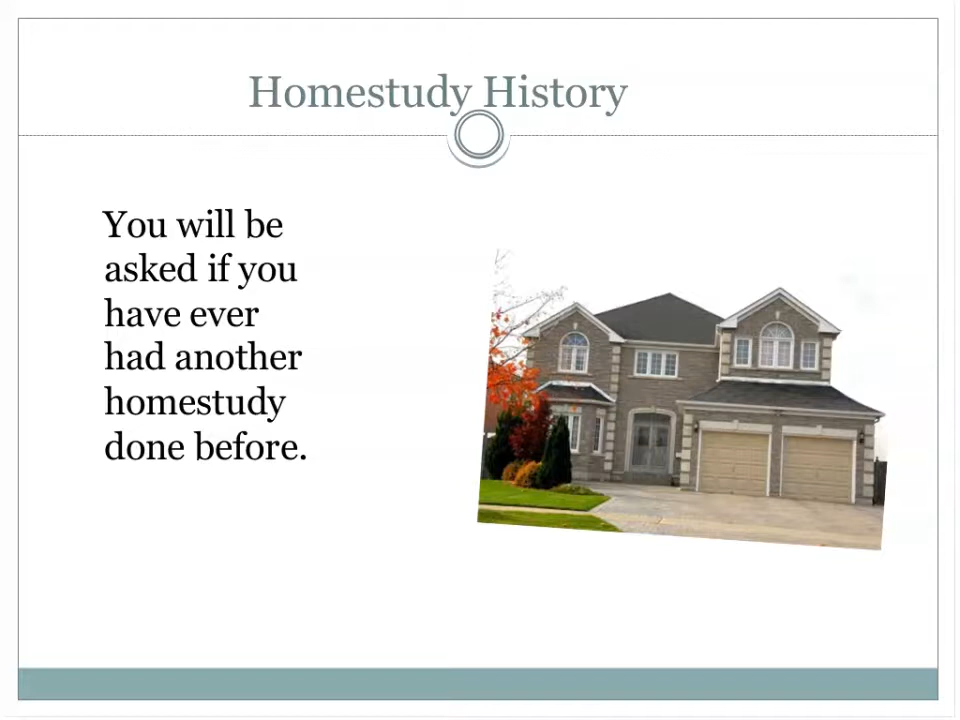 Homestudy History
You will be
asked if you
have ever
had another
homestudy
done before.